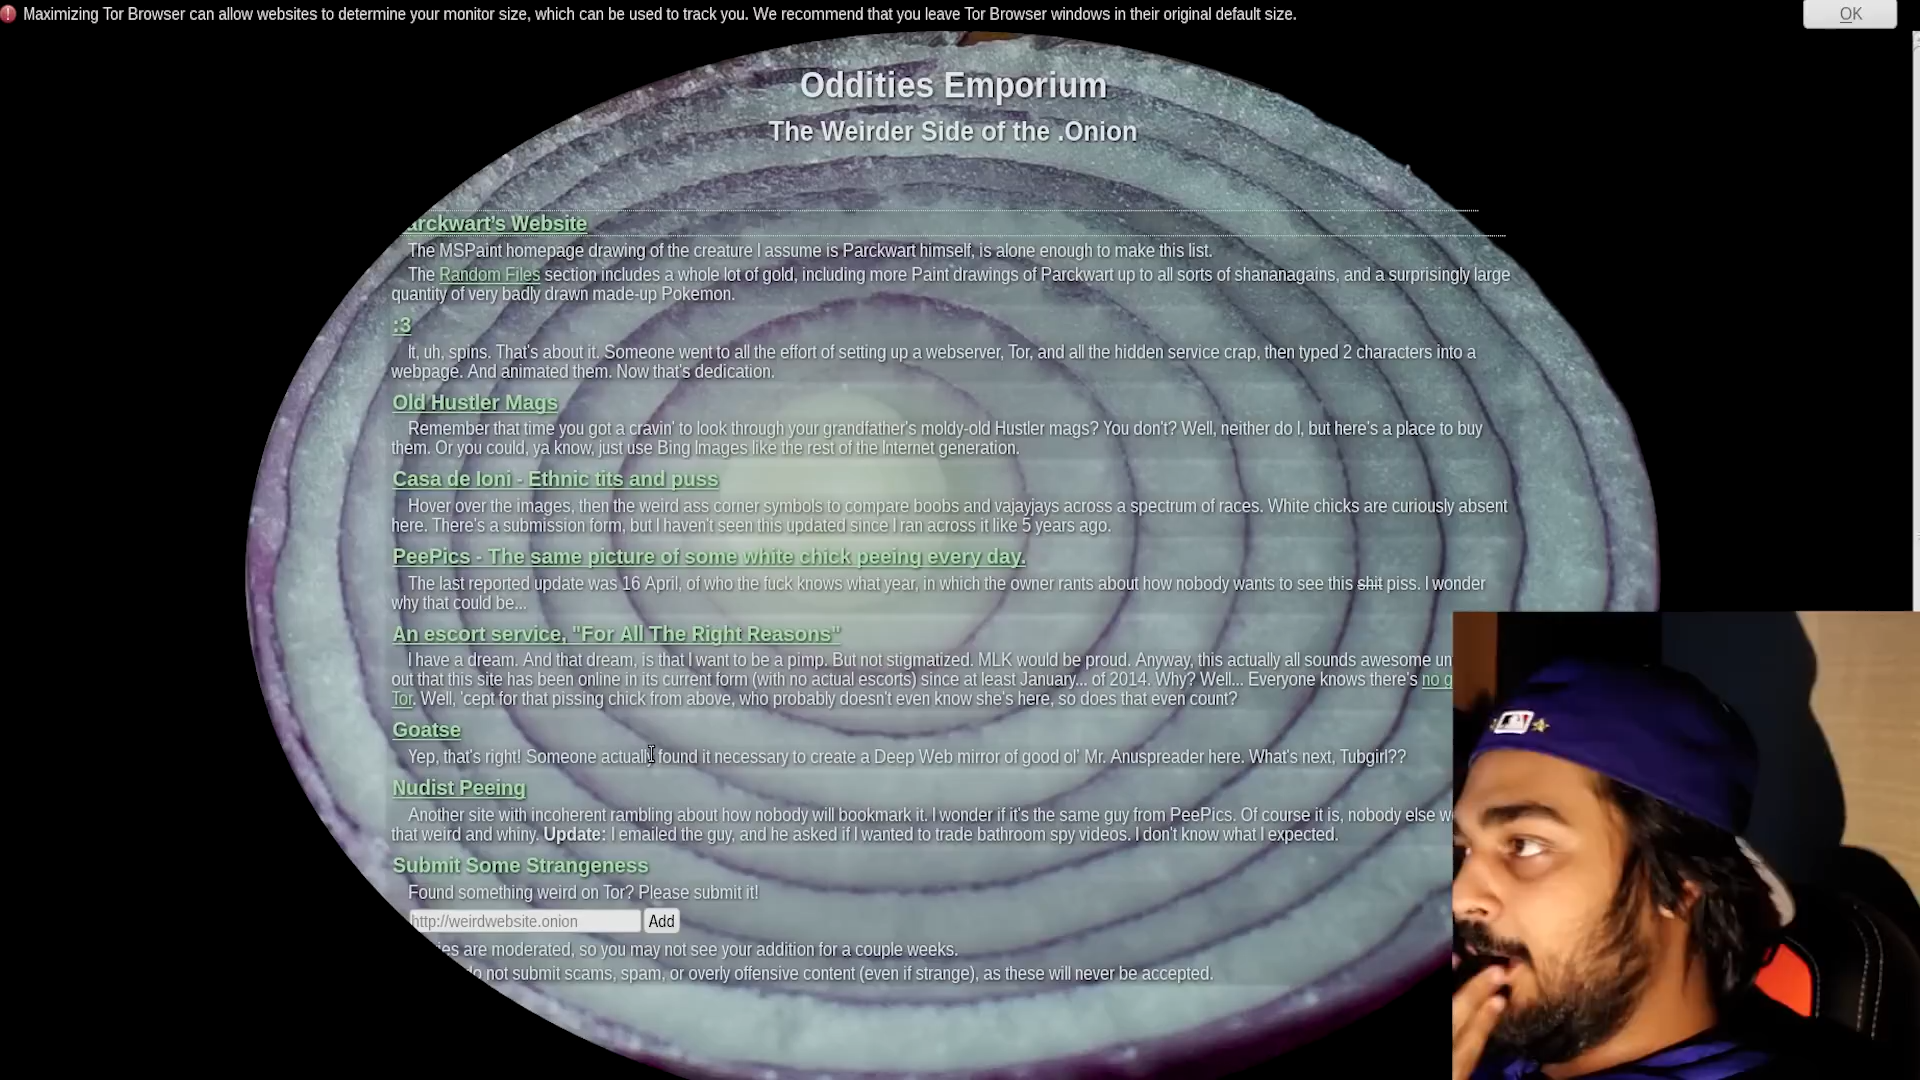 Maximizing Tor Browser can allow websites to determine your monitor size, which can be used to track you. We recommend that you leave Tor Browser windows in their original default size.
OK
Oddities Emporium
The Weirder Side of the .Onion
arckwart's Website
The MSPaint homepage drawing of the creature I assume is Parckwart himself, is alone enough to make this list.
The Random Files section includes a whole lot of gold, including more Paint drawings of Parckwart up to all sorts of shananagains, and a surprisingly large
quantity of very badly drawn made-up Pokemon.
:3
It, uh, spins. That's about it. Someone went to all the effort of setting up a webserver, Tor, and all the hidden service crap, then typed 2 characters into a
webpage. And animated them. Now that's dedication.
Old Hustler Mags
Remember that time you got a cravin' to look through your grandfather's moldy-old Hustler mags? You don't? Well, neither do I, but here's a place to buy
them. Or you could, ya know, just use Bing Images like the rest of the Internet generation.
Casa de Ioni - Ethnic tits and puss
Hover over the images, then the weird ass corner symbols to compare boobs and vajayjays across a spectrum of races. White chicks are curiously absent
here. There's a submission form, but I haven't seen this updated since I ran across it like 5 years ago.
PeePics - The same picture of some white chick peeing every day.
The last reported update was 16 April, of who the fuck knows what year, in which the owner rants about how nobody wants to see this shit piss. I wonder
why that could be...
An escort service, "For All The Right Reasons"
I have a dream. And that dream, is that I want to be a pimp. But not stigmatized. MLK would be proud. Anyway, this actually all sounds awesome un
out that this site has been online in its current form (with no actual escorts) since at least January... of 2014. Why? Well... Everyone knows there's no g
Tor. Well, 'cept for that pissing chick from above, who probably doesn't even know she's here, so does that even count?
Goatse
Yep, that's right! Someone actually found it necessary to create a Deep Web mirror of good ol' Mr. Anuspreader here. What's next, Tubgirl??
Nudist Peeing
Another site with incoherent rambling about how nobody will bookmark it. I wonder if it's the same guy from PeePics. Of course it is, nobody else w
that weird and whiny. Update: I emailed the guy, and he asked if I wanted to trade bathroom spy videos. I don't know what I expected.
Submit Some Strangeness
Found something weird on Tor? Please submit it!
http://weirdwebsite.onion Add
ies are moderated, so you may not see your addition for a couple weeks.
do not submit scams, spam, or overly offensive content (even if strange), as these will never be accepted.